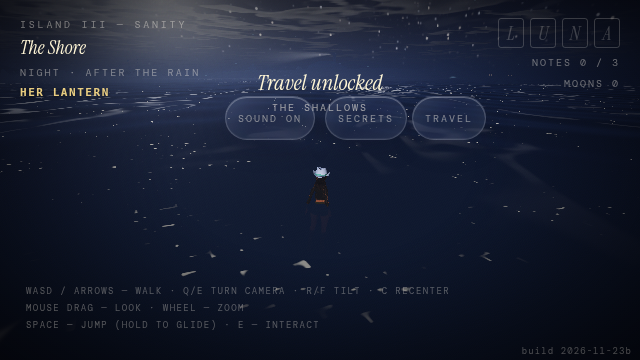 ISLAND III — SANITY
The Shore
NIGHT · AFTER THE RAIN
HER LANTERN
L U N A
NOTES 0 / 3
MOONS 0
Travel unlocked
THE SHALLOWS
SOUND ON
SECRETS
TRAVEL
WASD / ARROWS — WALK · Q/E TURN CAMERA · R/F TILT · C RECENTER
MOUSE DRAG — LOOK · WHEEL — ZOOM
SPACE — JUMP (HOLD TO GLIDE) · E — INTERACT
build 2026-11-23b